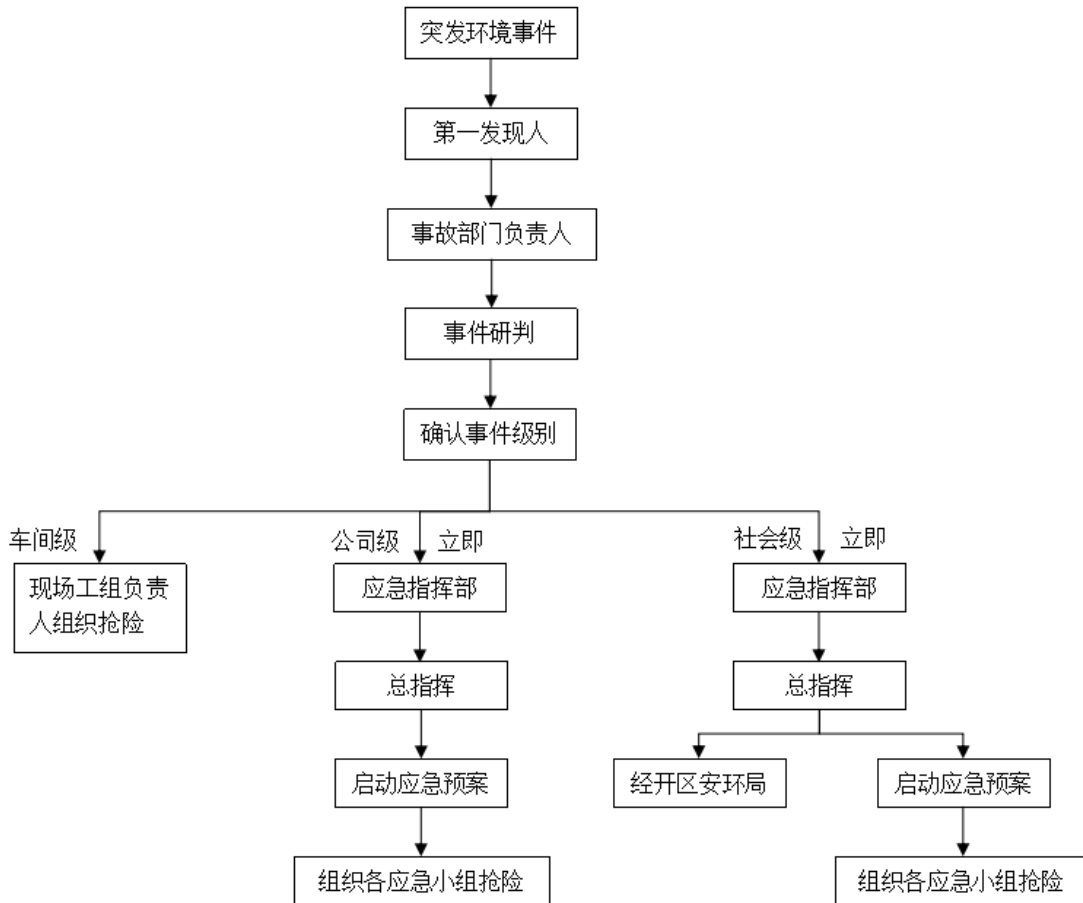 突发环境事件
第一发现人
事故部门负责人
事件研判
确认事件级别
车间级
公司级
立即
社会级
立即
现场工组负责
人组织抢险
应急指挥部
应急指挥部
总指挥
总指挥
启动应急预案
经开区安环局
启动应急预案
组织各应急小组抢险
组织各应急小组抢险